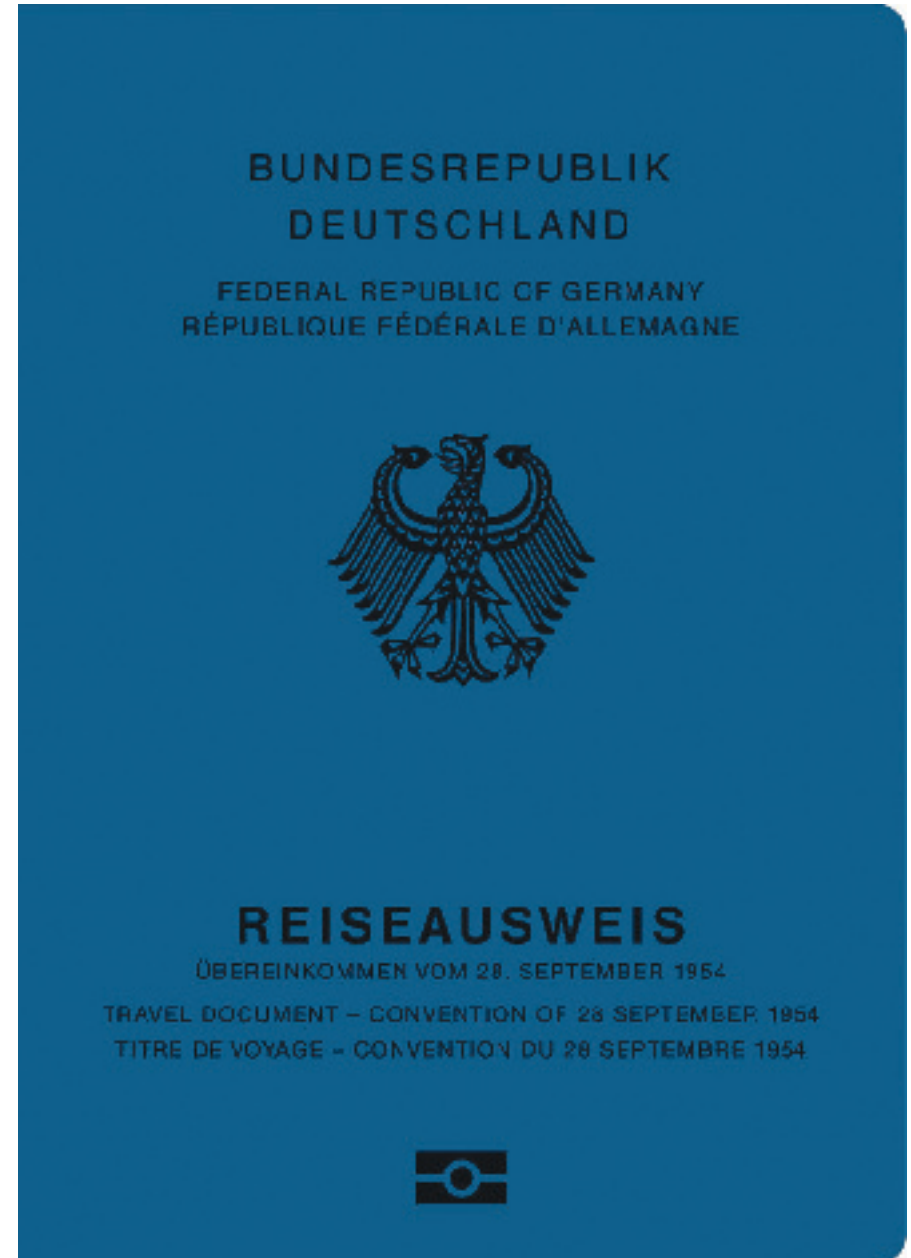 BUNDESREPUBLIK
DEUTSCHLAND
FEDERAL REPUBLIC OF GERMANY
RÉPUBLIQUE FÉDÉRALE D'ALLEMAGNE
REISEAUSWEIS
ÜBEREINKOMMEN VOM 28. SEPTEMBER 1954
TRAVEL DOCUMENT – CONVENTION OF 28 SEPTEMBER 1954
TITRE DE VOYAGE – CONVENTION DU 28 SEPTEMBRE 1954